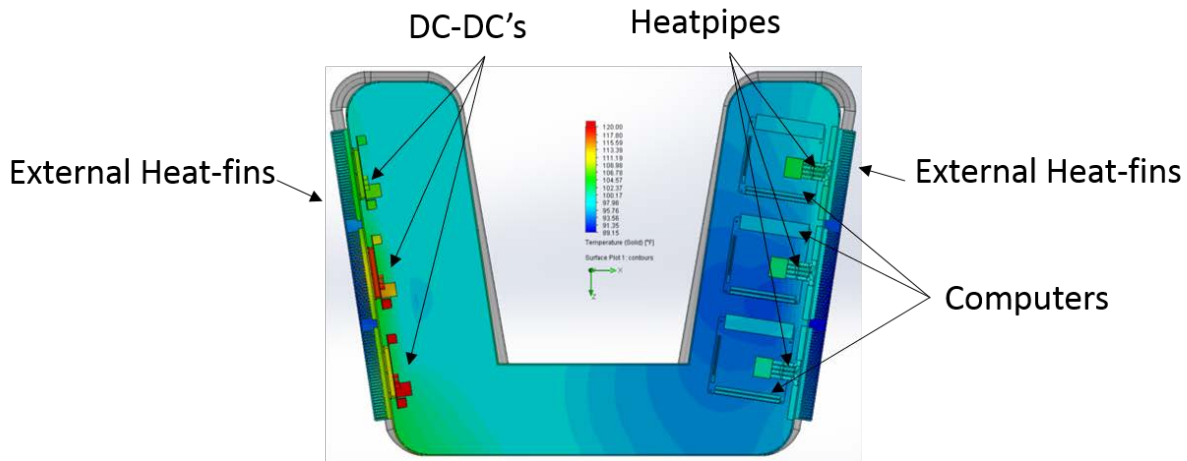 DC-DC’s
Heatpipes
External Heat-fins
External Heat-fins
Computers
120.00
117.80
115.59
113.39
111.19
108.98
106.78
104.57
102.37
100.17
97.96
95.76
93.56
91.35
89.15
Temperature (Solid) [°F]
Surface Plot 1: contours
X
Z